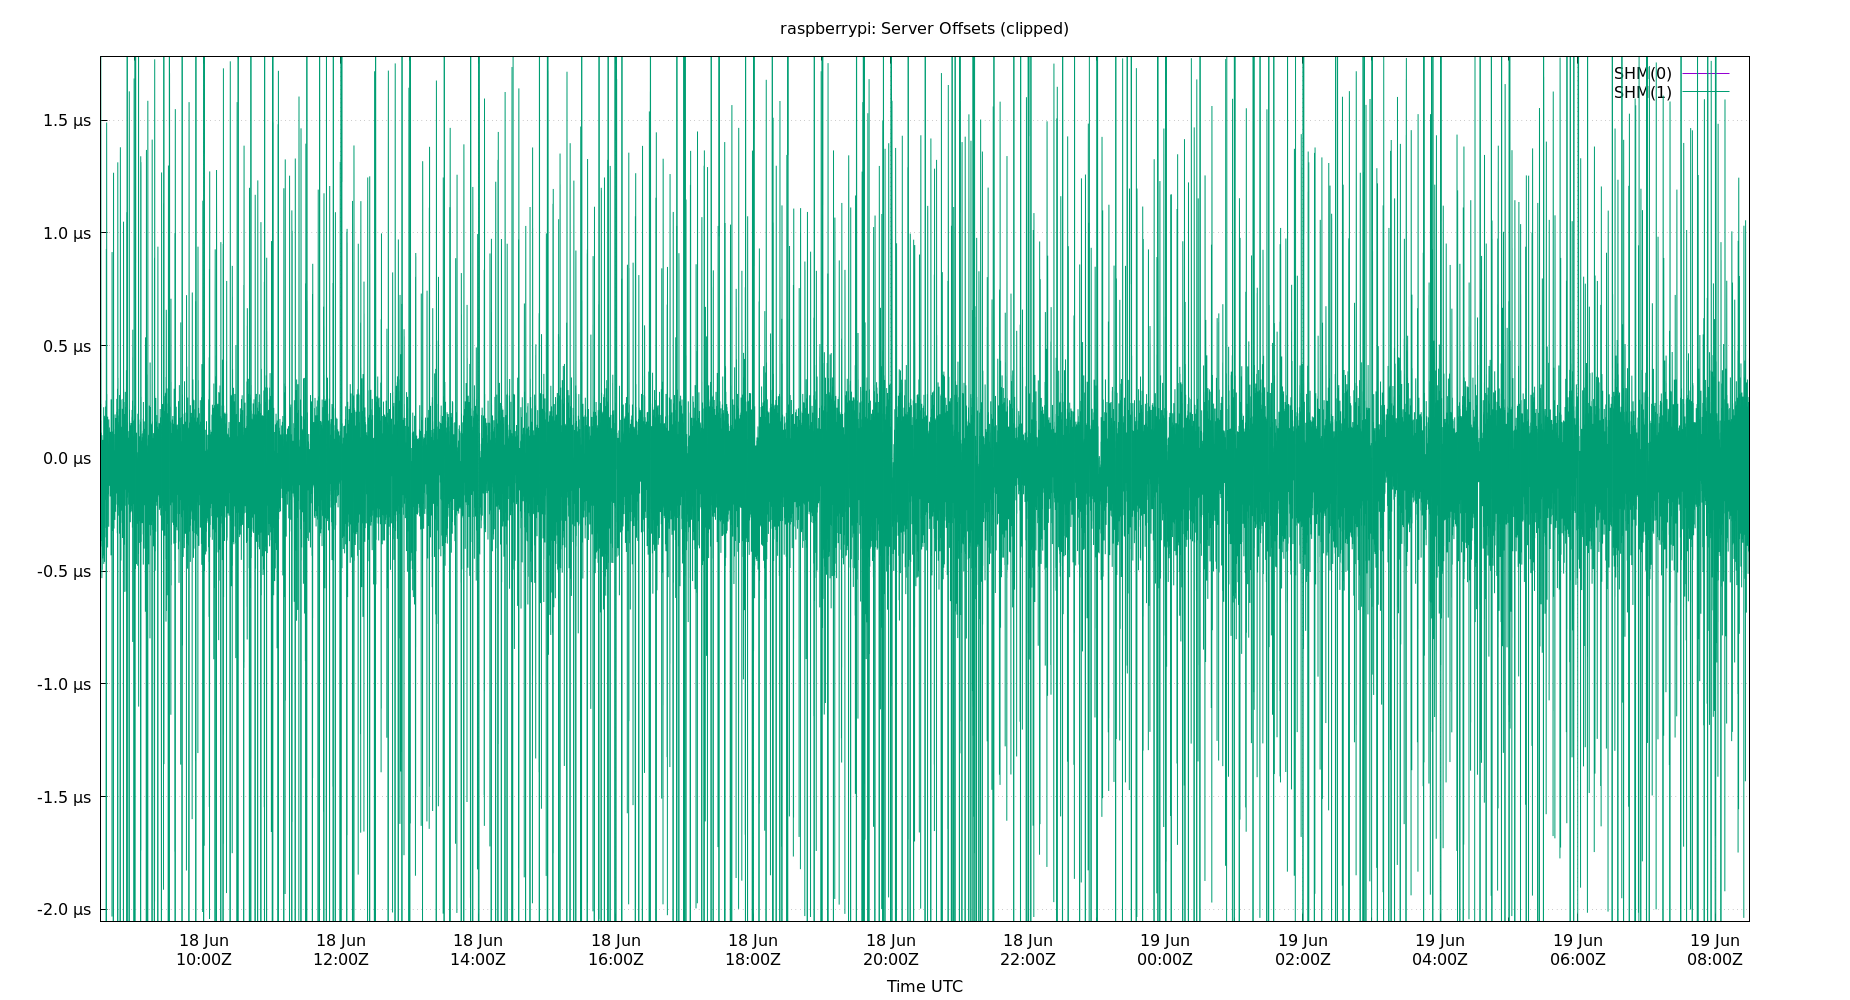 raspberrypi: Server Offsets (clipped)
SHM(0)
SHM(1)
1.5 µs
1.0 µs
0.5 µs
0.0 µs
-0.5 µs
-1.0 µs
-1.5 µs
-2.0 µs
18 Jun 18 Jun 18 Jun 18 Jun 18 Jun 18 Jun 18 Jun 19 Jun 19 Jun 19 Jun 19 Jun 19 Jun
10:00Z 12:00Z 14:00Z 16:00Z 18:00Z 20:00Z 22:00Z 00:00Z 02:00Z 04:00Z 06:00Z 08:00Z
Time UTC